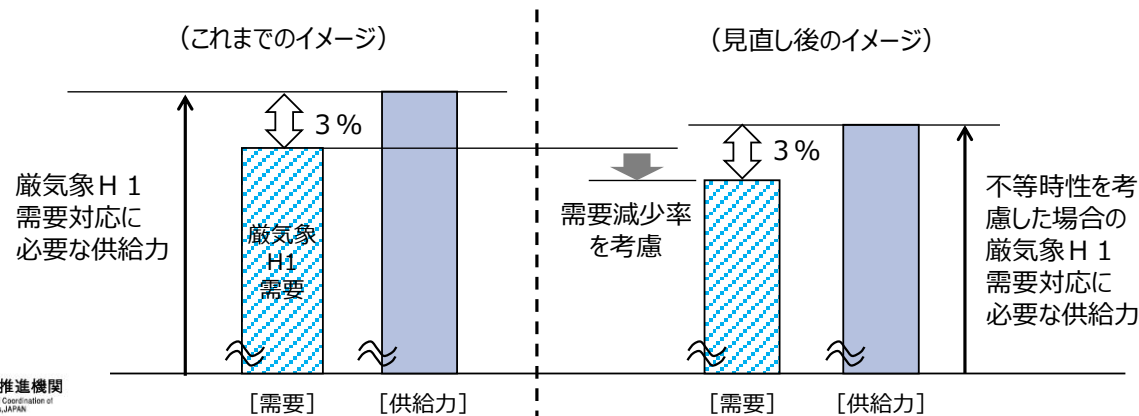 （これまでのイメージ）
（見直し後のイメージ）
３%
３%
厳気象Ｈ１
需要対応に
必要な供給力
厳気象
H1
需要
需要減少率
を考慮
不等時性を考
慮した場合の
厳気象Ｈ１
需要対応に
必要な供給力
推進機関
Coordination of
JAPAN
［需要］
［供給力］
［需要］
［供給力］